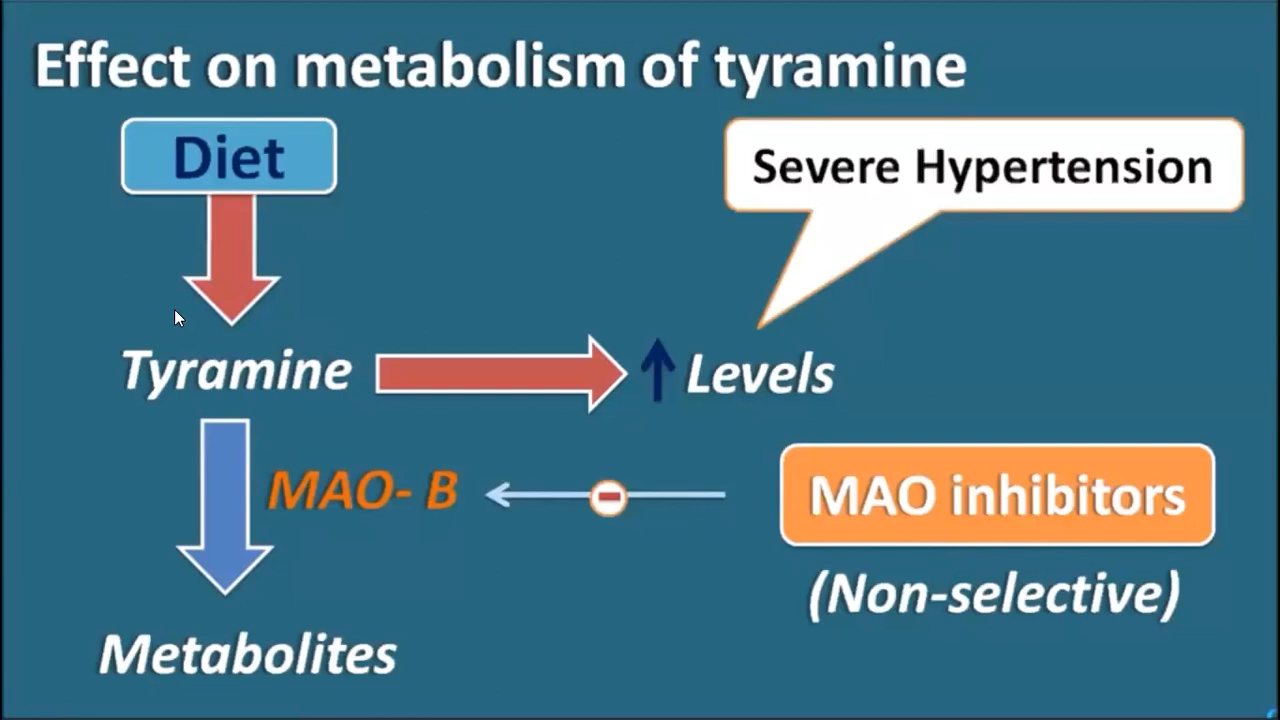 Effect on metabolism of tyramine
Diet
Severe Hypertension
Tyramine
Levels
MAO- B
MAO inhibitors
(Non-selective)
Metabolites